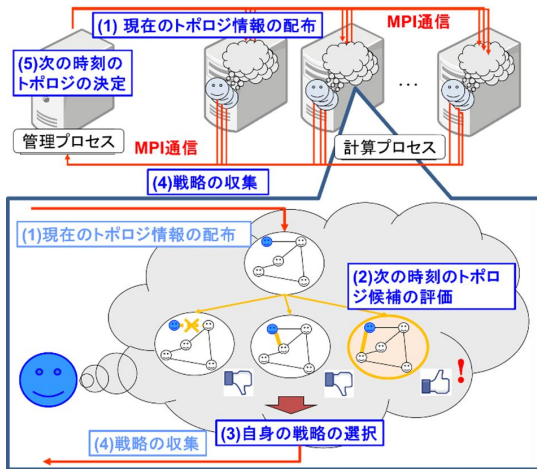 (1) 現在のトポロジ情報の配布
MPI通信
(5)次の時刻の
トポロジの決定
...
管理プロセス
MPI通信
計算プロセス
(4)戦略の収集
(1)現在のトポロジ情報の配布
(2)次の時刻のトポロ
ジ候補の評価
!
(3)自身の戦略の選択
(4)戦略の収集